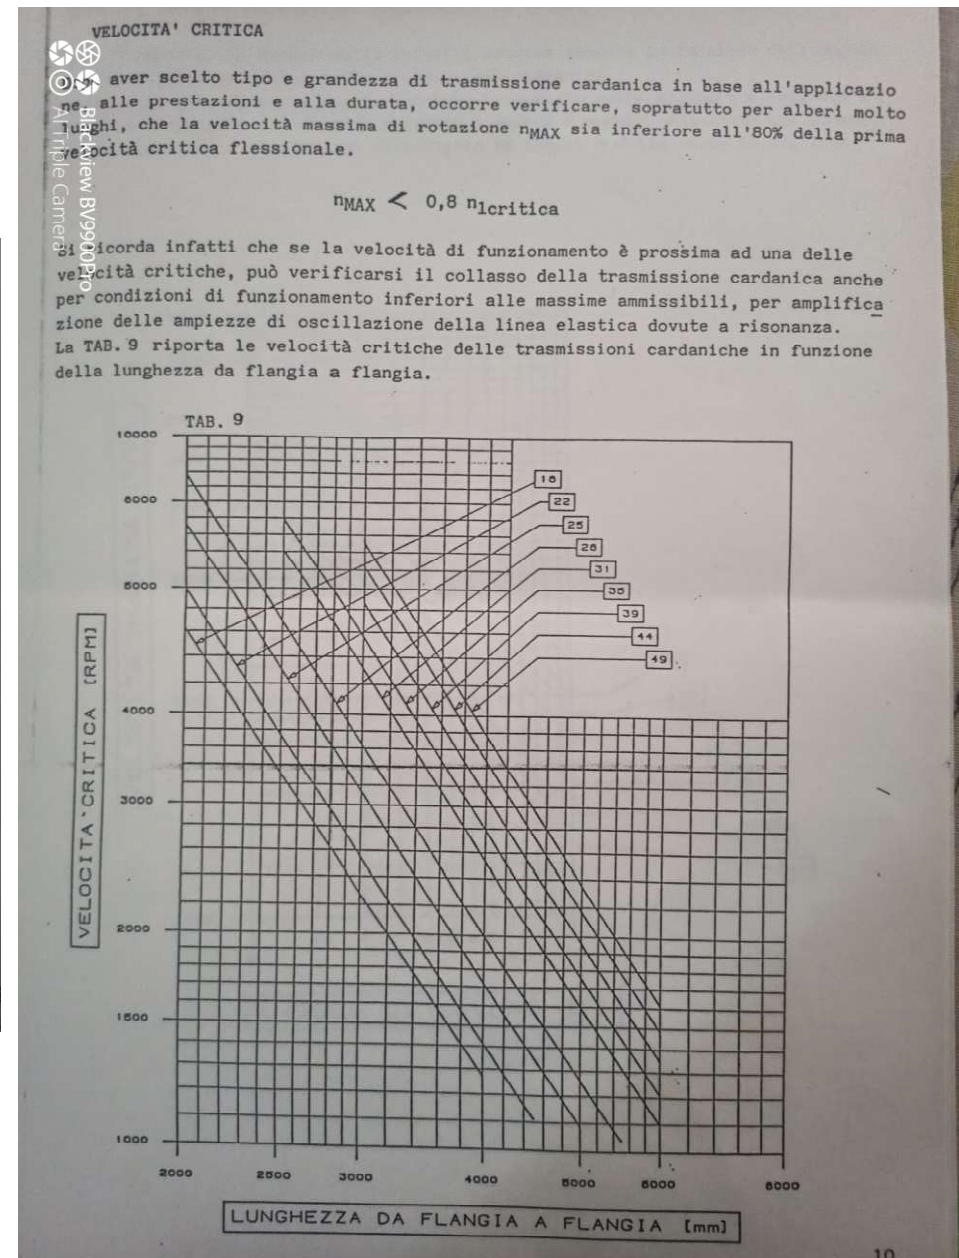 VELOCITA' CRITICA
aver scelto tipo e grandezza di trasmissione cardanica in base all'applicazio
ne, alle prestazioni e alla durata, occorre verificare, sopratutto per alberi molto
lunghi, che la velocità massima di rotazione nMAX sia inferiore all'80% della prima
velocità critica flessionale.
nMAX < 0,8 n1critica
Si ricorda infatti che se la velocità di funzionamento è prossima ad una delle
velocità critiche, può verificarsi il collasso della trasmissione cardanica anche
per condizioni di funzionamento inferiori alle massime ammissibili, per amplifica
zione delle ampiezze di oscillazione della linea elastica dovute a risonanza.
La TAB. 9 riporta le velocità critiche delle trasmissioni cardaniche in funzione
della lunghezza da flangia a flangia.
Blackview BV9900Pro
AI Triple Camera
TAB. 9
10000
18
8000
22
25
28
5000
31
35
39
44
49
4000
VELOCITA' CRITICA [RPM]
3000
2000
1500
1000
2000 2500 3000 4000 5000 6000 8000
LUNGHEZZA DA FLANGIA A FLANGIA [mm]
10